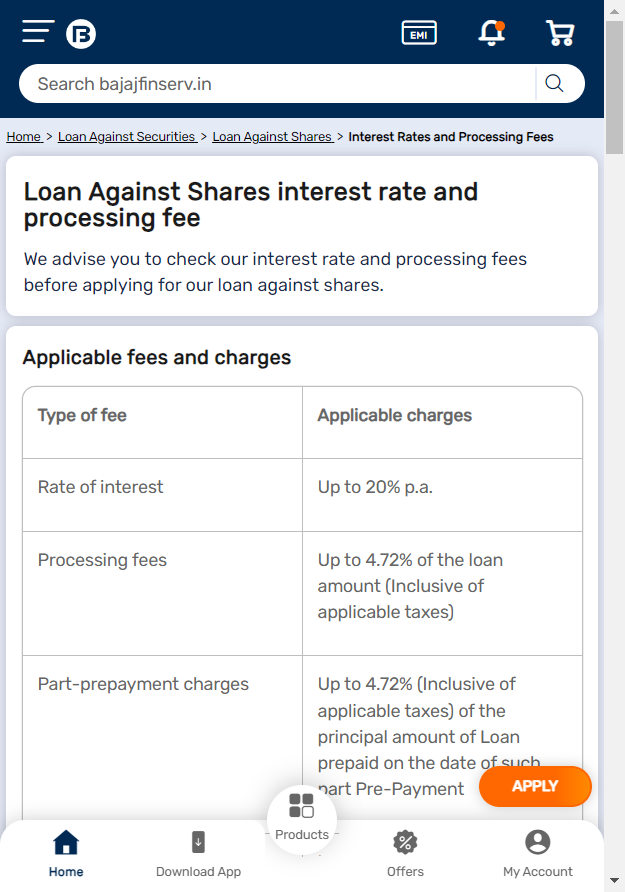 EMI
Search bajajfinserv.in
Home > Loan Against Securities > Loan Against Shares > Interest Rates and Processing Fees
Loan Against Shares interest rate and
processing fee
We advise you to check our interest rate and processing fees
before applying for our loan against shares.
Applicable fees and charges
Type of fee
Applicable charges
Rate of interest
Up to 20% p.a.
Processing fees
Up to 4.72% of the loan
amount (Inclusive of
applicable taxes)
Part-prepayment charges
Up to 4.72% (Inclusive of
applicable taxes) of the
principal amount of Loan
prepaid on the date of such
part Pre-Payment
APPLY
Home
Download App
Products
Offers
My Account